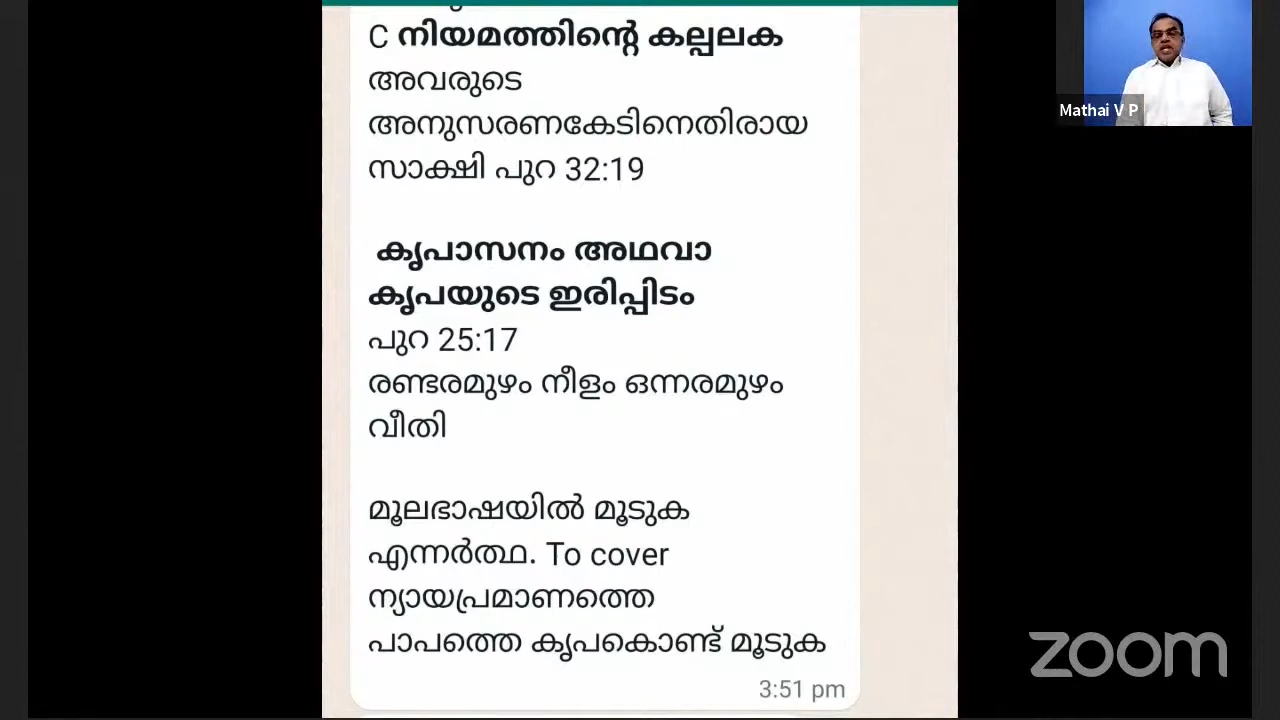 C നിയമത്തിന്റെ കല്പലക
അവരുടെ
അനുസരണകേടിനെതിരായ
സാക്ഷി പുറ 32:19
കൃപാസനം അഥവാ
കൃപയുടെ ഇരിപ്പിടം
പുറ 25:17
രണ്ടരമുഴം നീളം ഒന്നരമുഴം
വീതി
മൂലഭാഷയിൽ മൂടുക
എന്നർത്ഥ. To cover
ന്യായപ്രമാണത്തെ
പാപത്തെ കൃപകൊണ്ട് മൂടുക
3:51 pm
Mathai V P
zoom